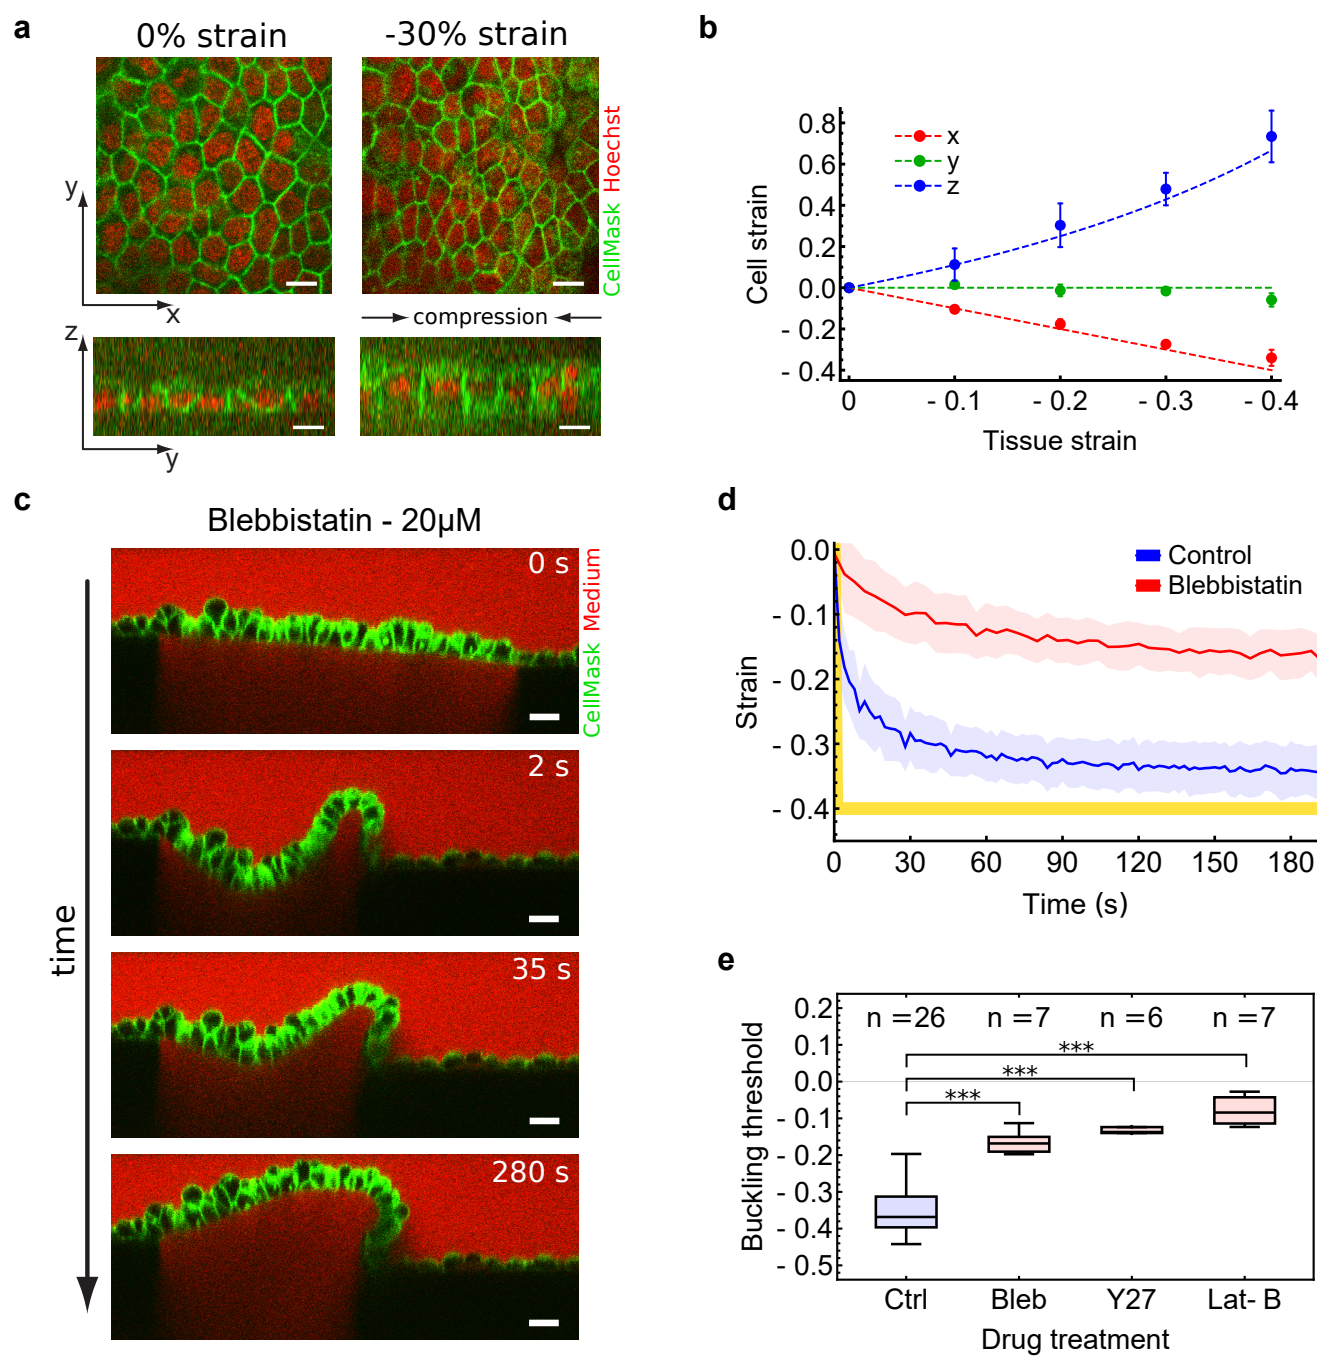 a
0% strain
-30% strain
y
x
CellMask Hoechst
compression
z
y
b
x
y
z
Cell strain
0.8
0.6
0.4
0.2
0.0
- 0.2
- 0.4
0
- 0.1
- 0.2
- 0.3
- 0.4
Tissue strain
c
Blebbistatin - 20µM
0 s
CellMask Medium
2 s
35 s
280 s
time
d
Control
Blebbistatin
Strain
0.0
- 0.1
- 0.2
- 0.3
- 0.4
0
30
60
90
120
150
180
Time (s)
e
Buckling threshold
0.2
0.1
0.0
- 0.1
- 0.2
- 0.3
- 0.4
- 0.5
n =26
n =7
n =6
n =7
***
***
***
Ctrl
Bleb
Y27
Lat- B
Drug treatment